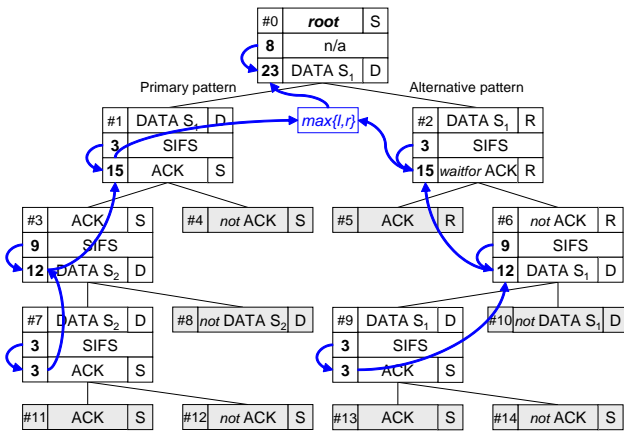 #0 root S
8 n/a
23 DATA S1 D
Primary pattern Alternative pattern
#1 DATA S1 D max{l,r} #2 DATA S1 R
3 SIFS 3 SIFS
15 ACK S 15 waitfor ACK R
#3 ACK S #4 not ACK S #5 ACK R #6 not ACK R
9 SIFS 9 SIFS
12 DATA S2 D 12 DATA S1 D
#7 DATA S2 D #8 not DATA S2 D #9 DATA S1 D #10 not DATA S1 D
3 SIFS 3 SIFS
3 ACK S 3 ACK S
#11 ACK S #12 not ACK S #13 ACK S #14 not ACK S